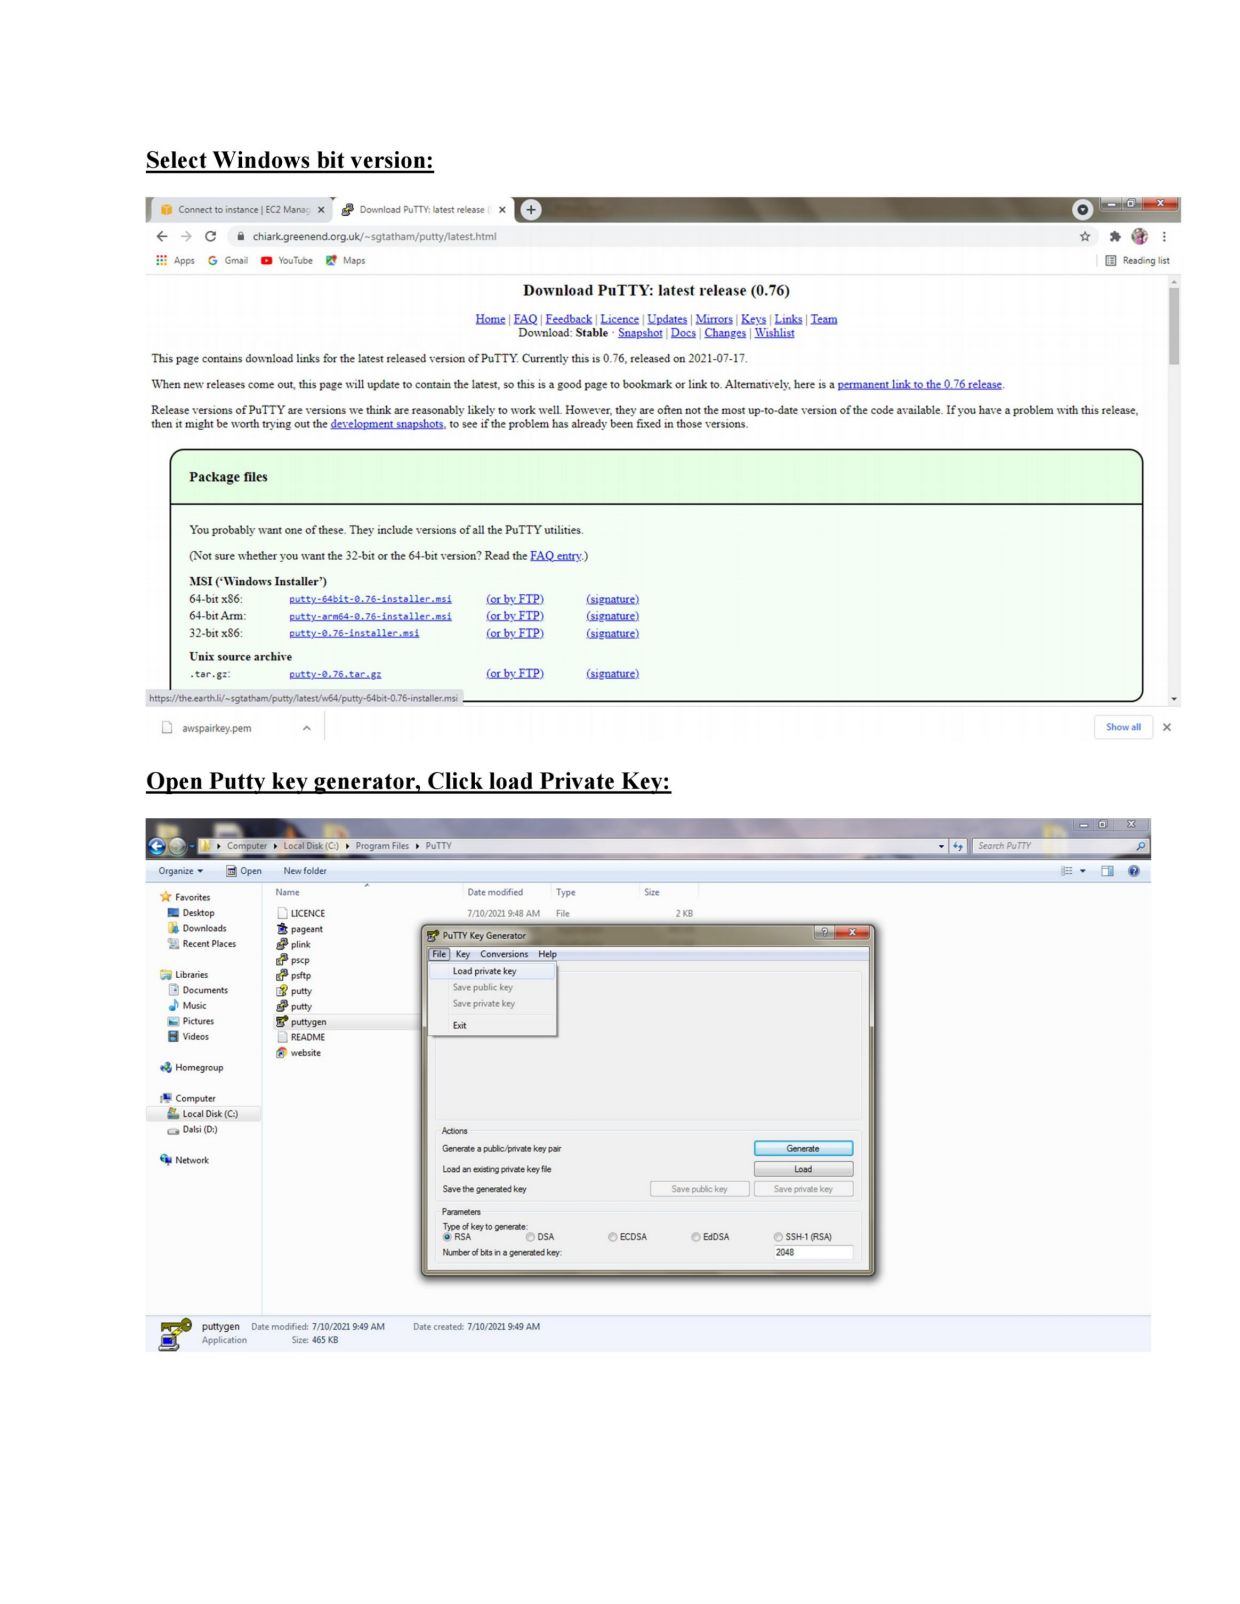 Select Windows bit version:
Connect to instance | EC2 Manag
Download PuTTY: latest release (
chiark.greenend.org.uk/~sgtatham/putty/latest.html
Apps Gmail YouTube Maps Reading list
Download PuTTY: latest release (0.76)
Home | FAQ | Feedback | Licence | Updates | Mirrors | Keys | Links | Team
Download: Stable · Snapshot | Docs | Changes | Wishlist
This page contains download links for the latest released version of PuTTY. Currently this is 0.76, released on 2021-07-17.
When new releases come out, this page will update to contain the latest, so this is a good page to bookmark or link to. Alternatively, here is a permanent link to the 0.76 release.
Release versions of PuTTY are versions we think are reasonably likely to work well. However, they are often not the most up-to-date version of the code available. If you have a problem with this release,
then it might be worth trying out the development snapshots, to see if the problem has already been fixed in those versions.
Package files
You probably want one of these. They include versions of all the PuTTY utilities.
(Not sure whether you want the 32-bit or the 64-bit version? Read the FAQ entry.)
MSI (‘Windows Installer’)
64-bit x86: putty-64bit-0.76-installer.msi (or by FTP) (signature)
64-bit Arm: putty-arm64-0.76-installer.msi (or by FTP) (signature)
32-bit x86: putty-0.76-installer.msi (or by FTP) (signature)
Unix source archive
.tar.gz: putty-0.76.tar.gz (or by FTP) (signature)
https://the.earth.li/~sgtatham/putty/latest/w64/putty-64bit-0.76-installer.msi
awspairkey.pem Show all
Open Putty key generator, Click load Private Key:
Computer Local Disk (C:) Program Files PuTTY Search PuTTY
Organize Open New folder
Favorites
Desktop
Downloads
Recent Places
Libraries
Documents
Music
Pictures
Videos
Homegroup
Computer
Local Disk (C:)
Dalsi (D:)
Network
Name Date modified Type Size
LICENCE 7/10/2021 9:48 AM File 2 KB
pageant
plink
pscp
psftp
putty
putty
puttygen
README
website
PuTTY Key Generator
File Key Conversions Help
Load private key
Save public key
Save private key
Exit
Actions
Generate a public/private key pair Generate
Load an existing private key file Load
Save the generated key Save public key Save private key
Parameters
Type of key to generate:
RSA DSA ECDSA EdDSA SSH-1 (RSA)
Number of bits in a generated key: 2048
puttygen Date modified: 7/10/2021 9:49 AM Date created: 7/10/2021 9:49 AM
Application Size: 465 KB